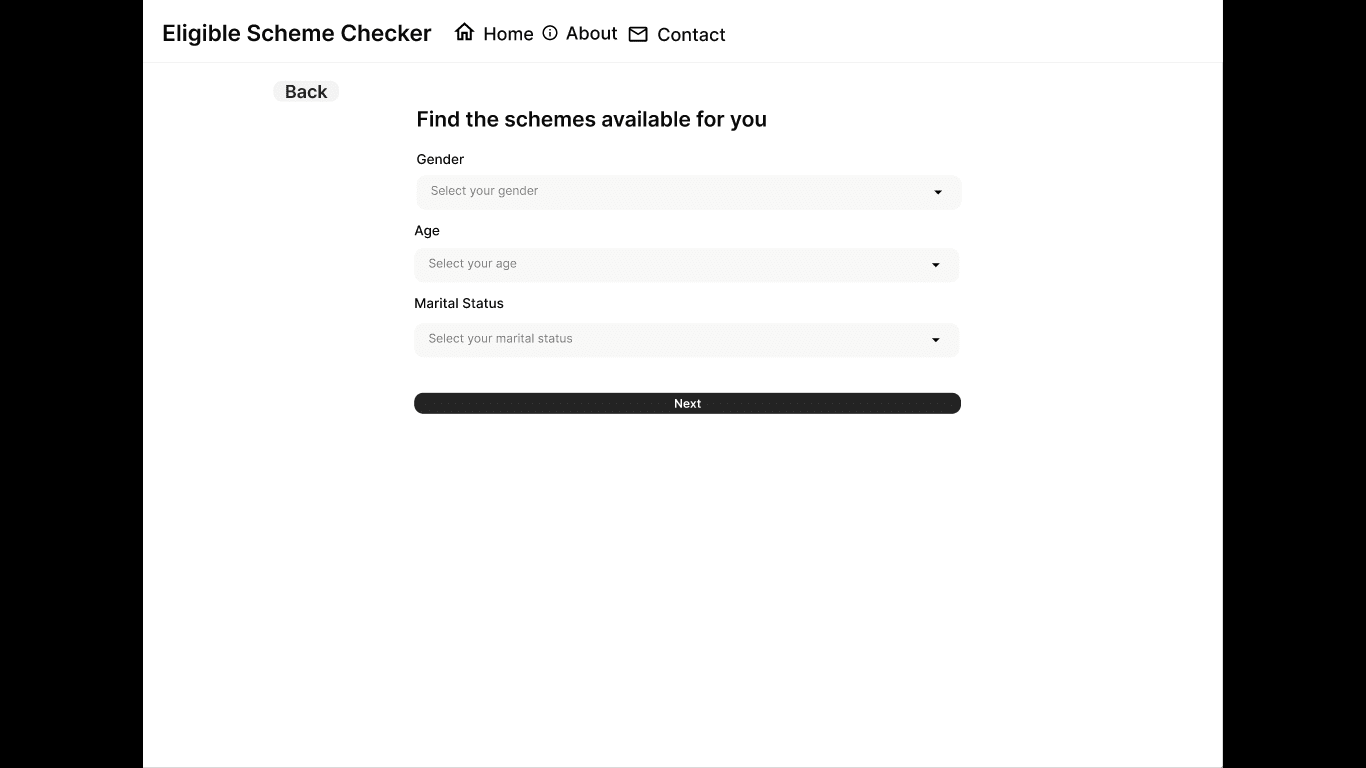 Eligible Scheme Checker Home About Contact
Back
Find the schemes available for you
Gender
Select your gender
Age
Select your age
Marital Status
Select your marital status
Next